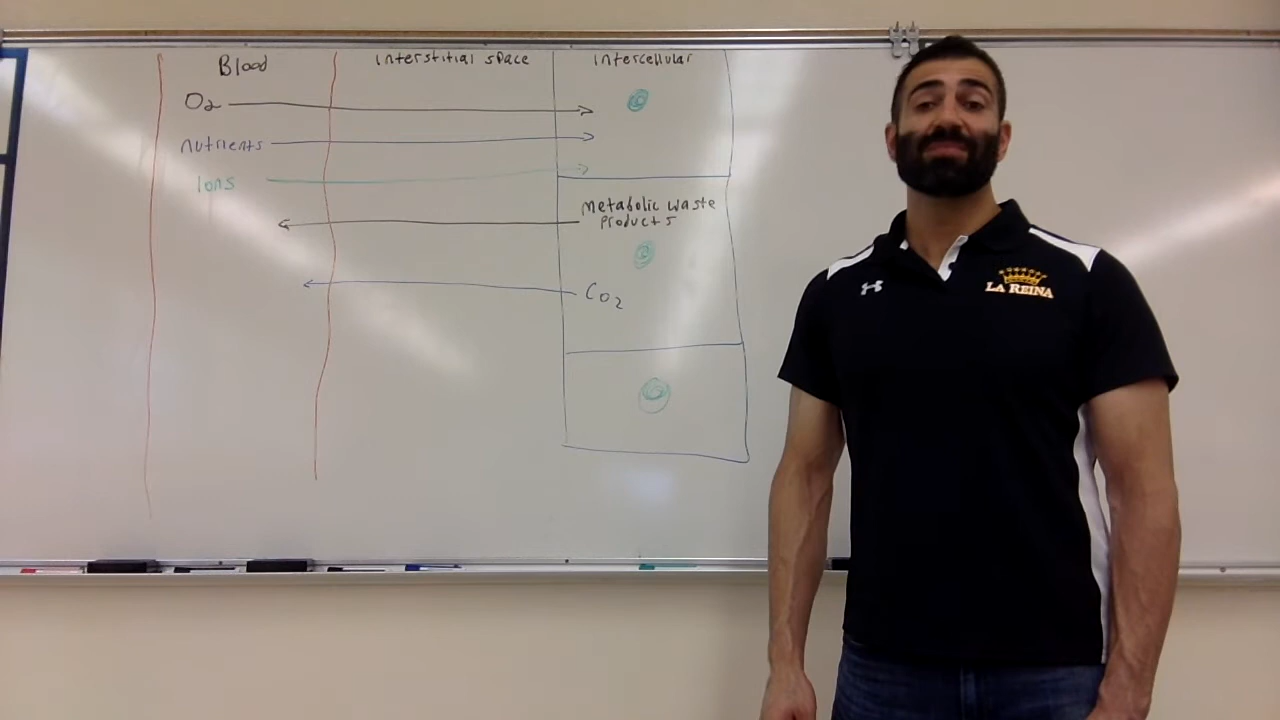 Blood
Interstitial space
Intercellular
O2
nutrients
Ions
Metabolic waste
products
CO2
LA REINA